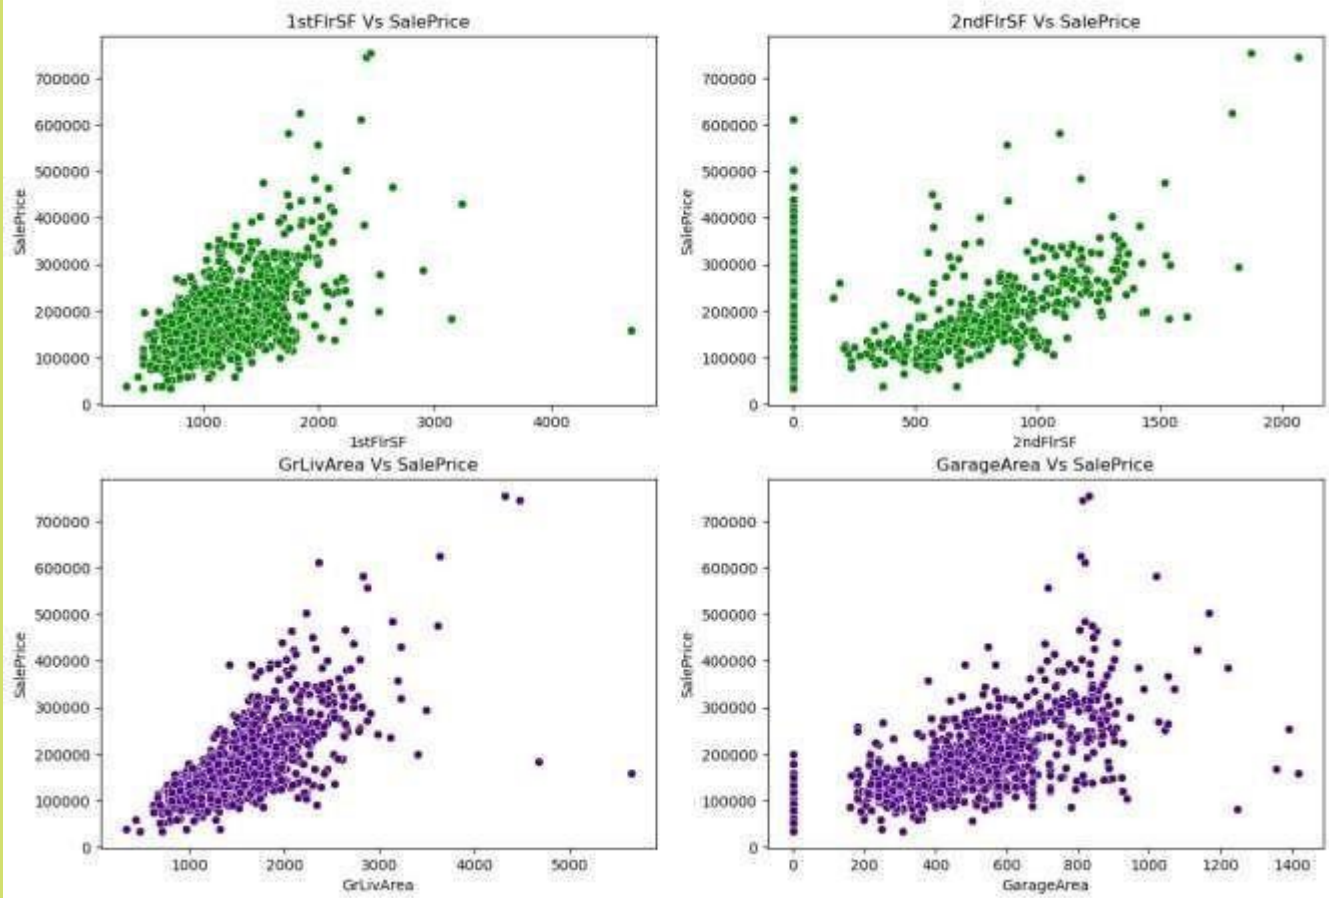 1stFlrSF Vs SalePrice
700000
600000
500000
400000
300000
200000
100000
0
SalePrice
1000 2000 3000 4000
1stFlrSF
2ndFlrSF Vs SalePrice
700000
600000
500000
400000
300000
200000
100000
0
SalePrice
0 500 1000 1500 2000
2ndFlrSF
GrLivArea Vs SalePrice
700000
600000
500000
400000
300000
200000
100000
0
SalePrice
1000 2000 3000 4000 5000
GrLivArea
GarageArea Vs SalePrice
700000
600000
500000
400000
300000
200000
100000
0
SalePrice
0 200 400 600 800 1000 1200 1400
GarageArea